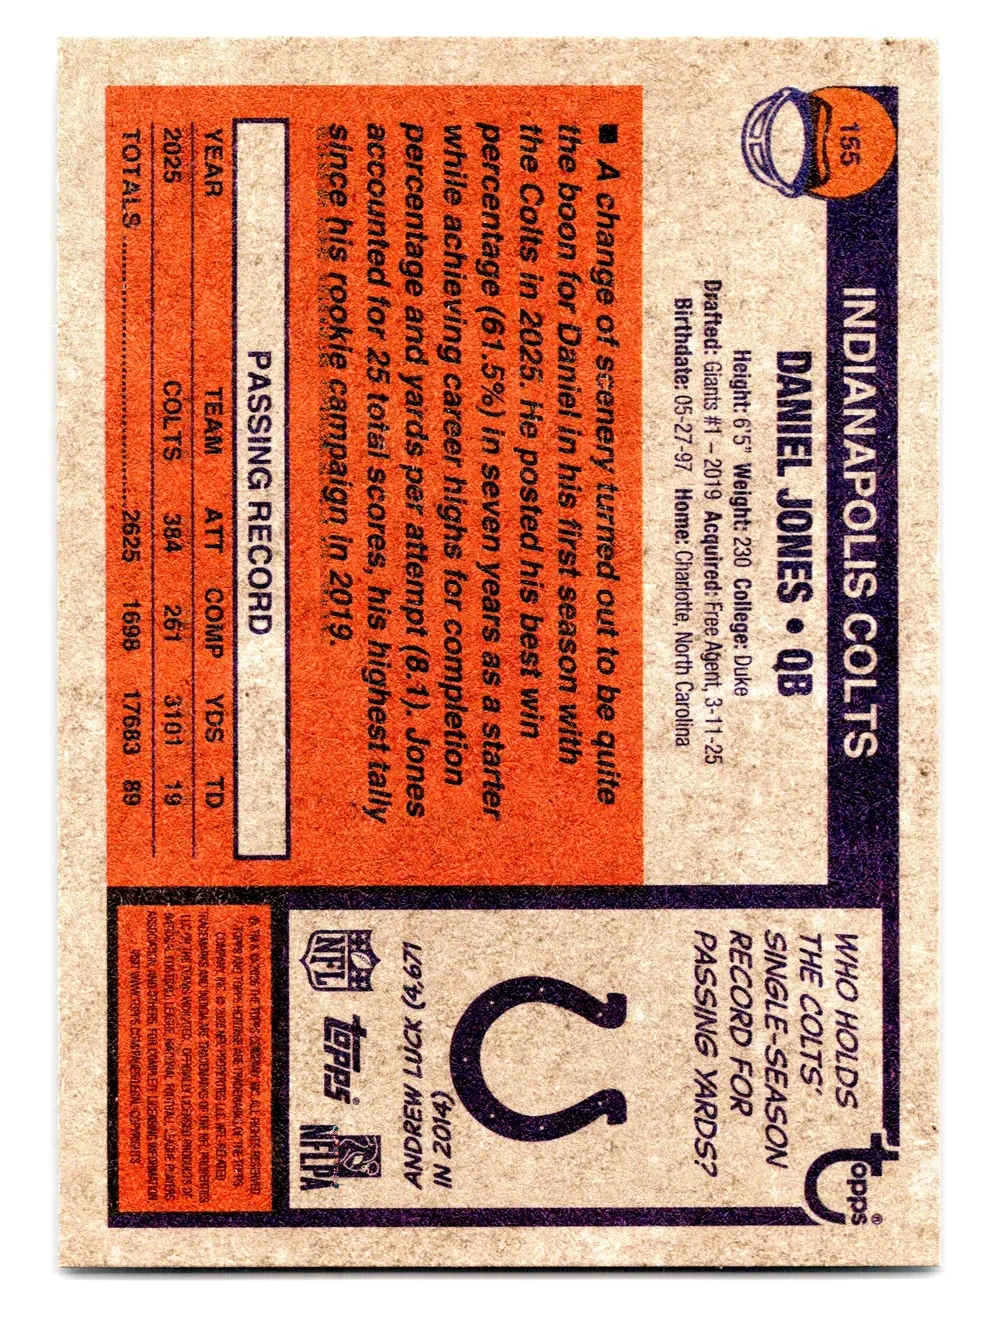 155
INDIANAPOLIS COLTS
DANIEL JONES • QB
Height: 6'5" Weight: 230 College: Duke
Drafted: Giants #1 – 2019 Acquired: Free Agent, 3-11-25
Birthdate: 05-27-97 Home: Charlotte, North Carolina
■ A change of scenery turned out to be quite
the boon for Daniel in his first season with
the Colts in 2025. He posted his best win
percentage (61.5%) in seven years as a starter
while achieving career highs for completion
percentage and yards per attempt (8.1). Jones
accounted for 25 total scores, his highest tally
since his rookie campaign in 2019.
PASSING RECORD
YEAR TEAM ATT COMP YDS TD
2025 COLTS 384 261 3101 19
TOTALS 2625 1698 17683 89
topps®
WHO HOLDS
THE COLTS'
SINGLE-SEASON
RECORD FOR
PASSING YARDS?
ANDREW LUCK (4,671
IN 2014)
NFL
topps®
NFLPA